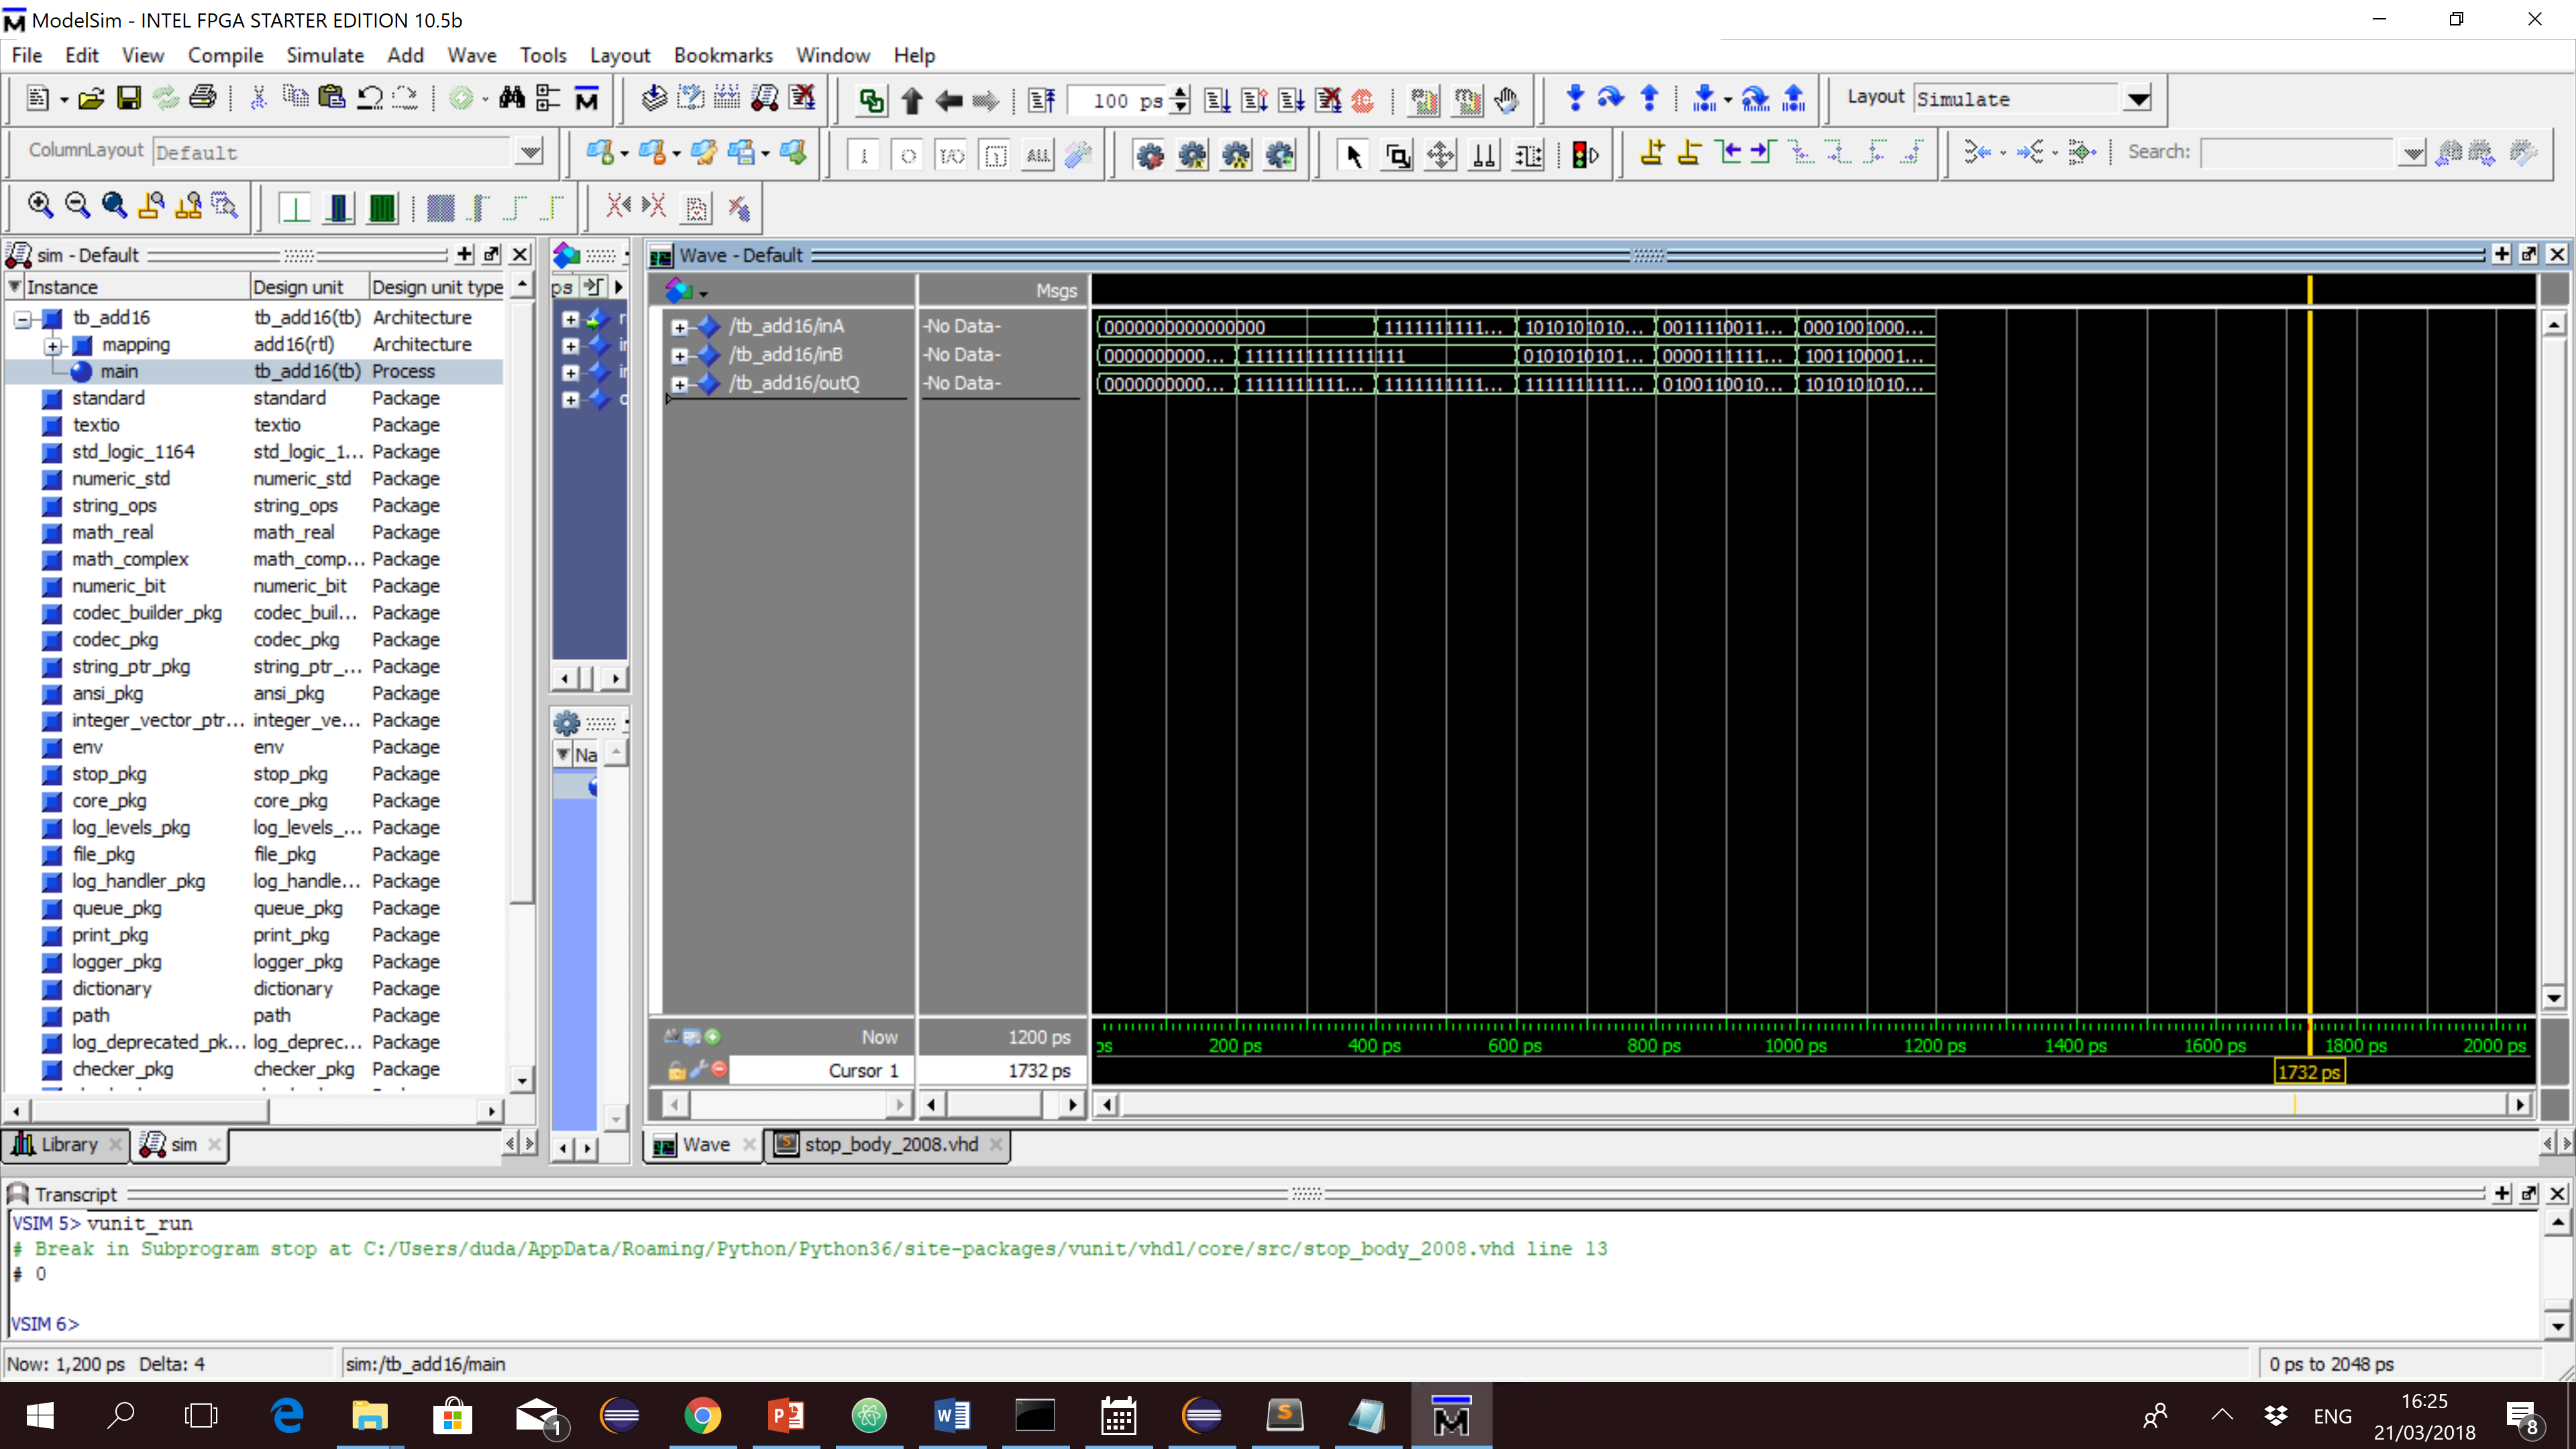 ModelSim - INTEL FPGA STARTER EDITION 10.5b
File Edit View Compile Simulate Add Wave Tools Layout Bookmarks Window Help
100 ps
Layout Simulate
ColumnLayout Default
ALL
Search:
sim - Default
Instance Design unit Design unit type
tb_add16 tb_add16(tb) Architecture
mapping add16(rtl) Architecture
main tb_add16(tb) Process
standard standard Package
textio textio Package
std_logic_1164 std_logic_1... Package
numeric_std numeric_std Package
string_ops string_ops Package
math_real math_real Package
math_complex math_comp... Package
numeric_bit numeric_bit Package
codec_builder_pkg codec_buil... Package
codec_pkg codec_pkg Package
string_ptr_pkg string_ptr_... Package
ansi_pkg ansi_pkg Package
integer_vector_ptr... integer_ve... Package
env env Package
stop_pkg stop_pkg Package
core_pkg core_pkg Package
log_levels_pkg log_levels_... Package
file_pkg file_pkg Package
log_handler_pkg log_handle... Package
queue_pkg queue_pkg Package
print_pkg print_pkg Package
logger_pkg logger_pkg Package
dictionary dictionary Package
path path Package
log_deprecated_pk... log_deprec... Package
checker_pkg checker_pkg Package
Library sim
ps
Na
Wave - Default
Msgs
/tb_add16/inA -No Data- 0000000000000000 1111111111... 1010101010... 0011110011... 0001001000...
/tb_add16/inB -No Data- 0000000000... 1111111111111111 0101010101... 0000111111... 1001100001...
/tb_add16/outQ -No Data- 0000000000... 1111111111... 1111111111... 1111111111... 0100110010... 1010101010...
Now 1200 ps
ps 200 ps 400 ps 600 ps 800 ps 1000 ps 1200 ps 1400 ps 1600 ps 1800 ps 2000 ps
Cursor 1 1732 ps 1732 ps
Wave stop_body_2008.vhd
Transcript
VSIM 5> vunit_run
# Break in Subprogram stop at C:/Users/duda/AppData/Roaming/Python/Python36/site-packages/vunit/vhdl/core/src/stop_body_2008.vhd line 13
# 0
VSIM 6>
Now: 1,200 ps Delta: 4 sim:/tb_add16/main 0 ps to 2048 ps
1
ENG
16:25
21/03/2018
8